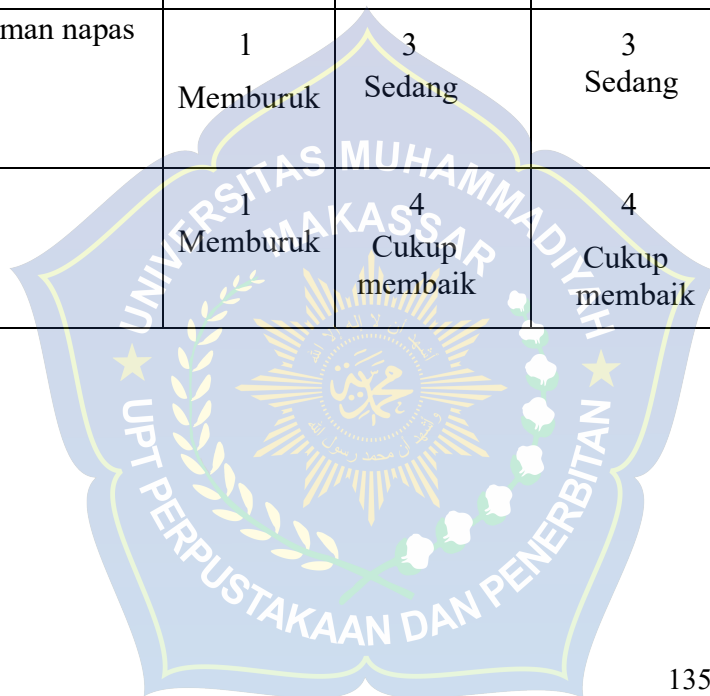 man napas
1
Memburuk
3
Sedang
3
Sedang
1
Memburuk
4
Cukup
membaik
4
Cukup
membaik
UNIVERSITAS MUHAMMADIYAH
MAKASSAR
UPT PERPUSTAKAAN DAN PENERBITAN
135